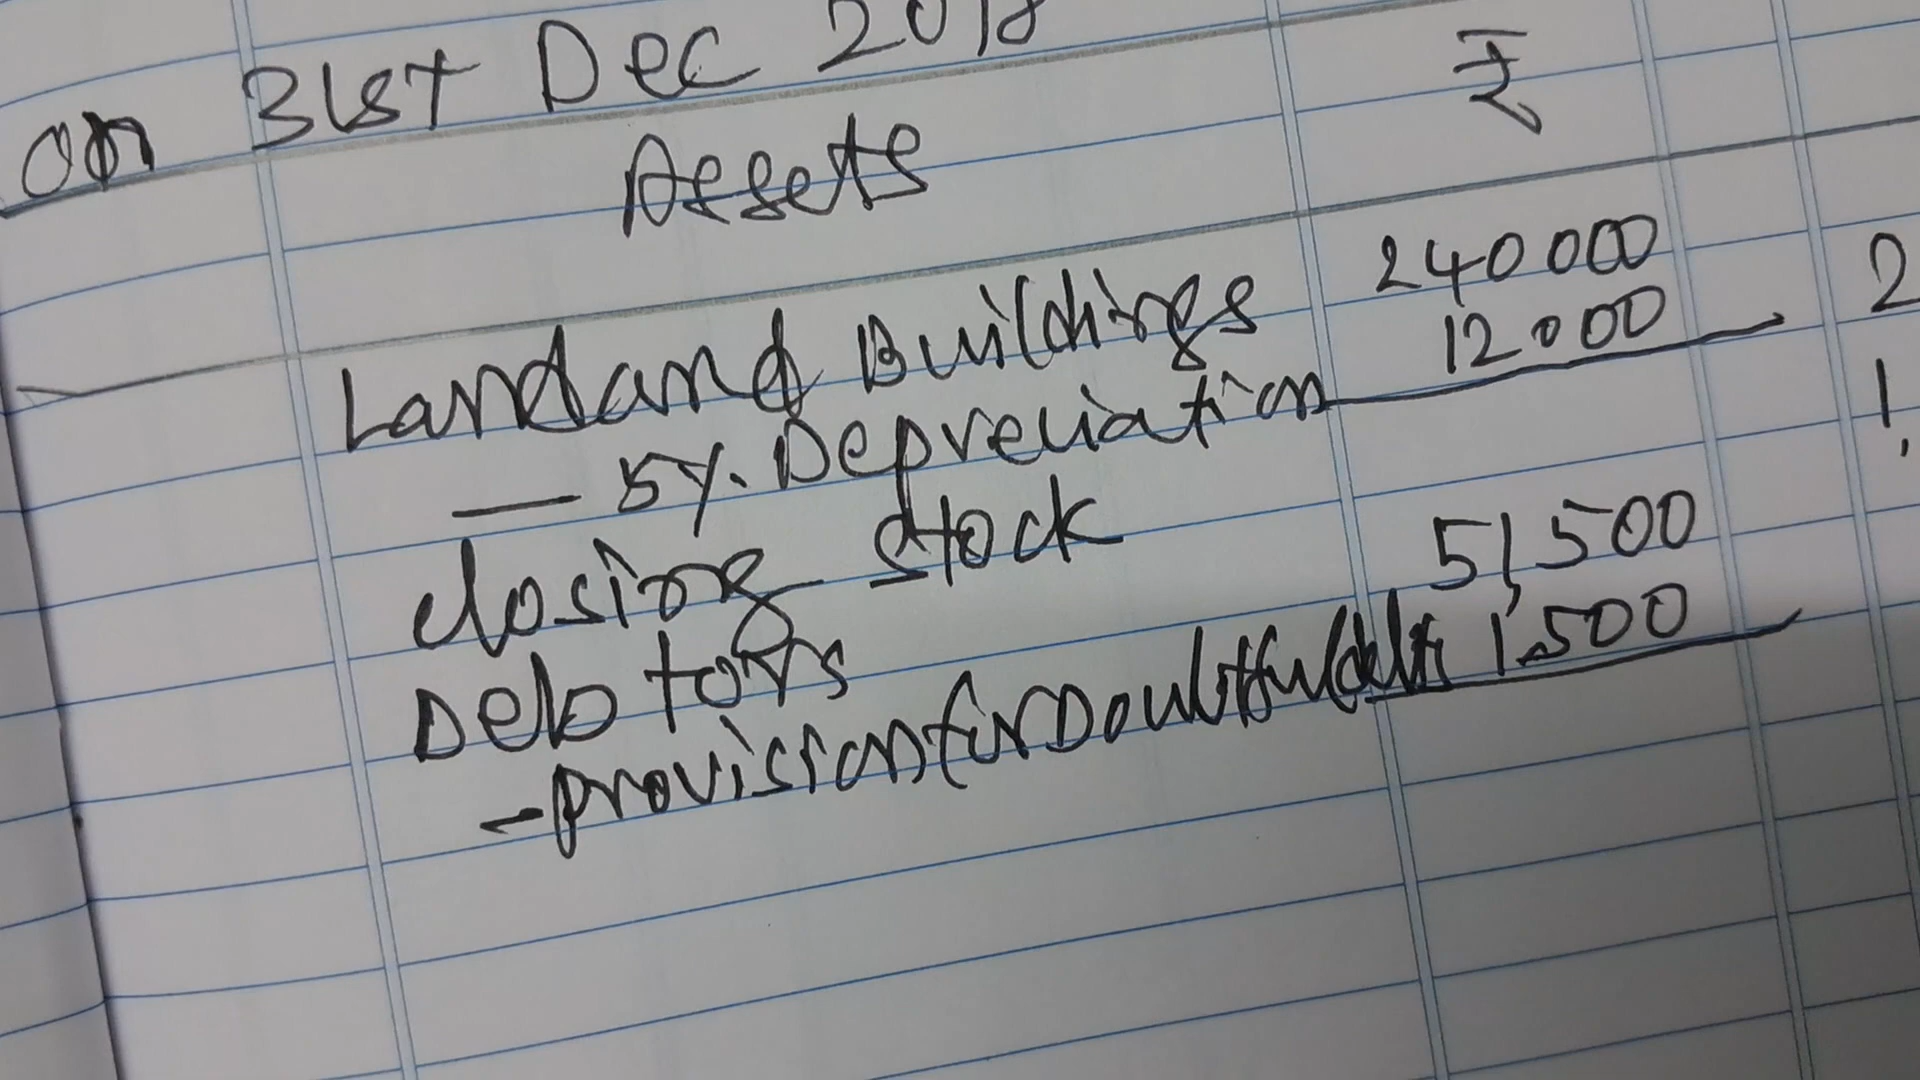 on 31st Dec 2018
Assets ₹
Land and Buildings 240000 2
— 5%. Depreciation 12000
closing stock 1,
Debtors 51,500
- provision for Doubtful debts 1,500